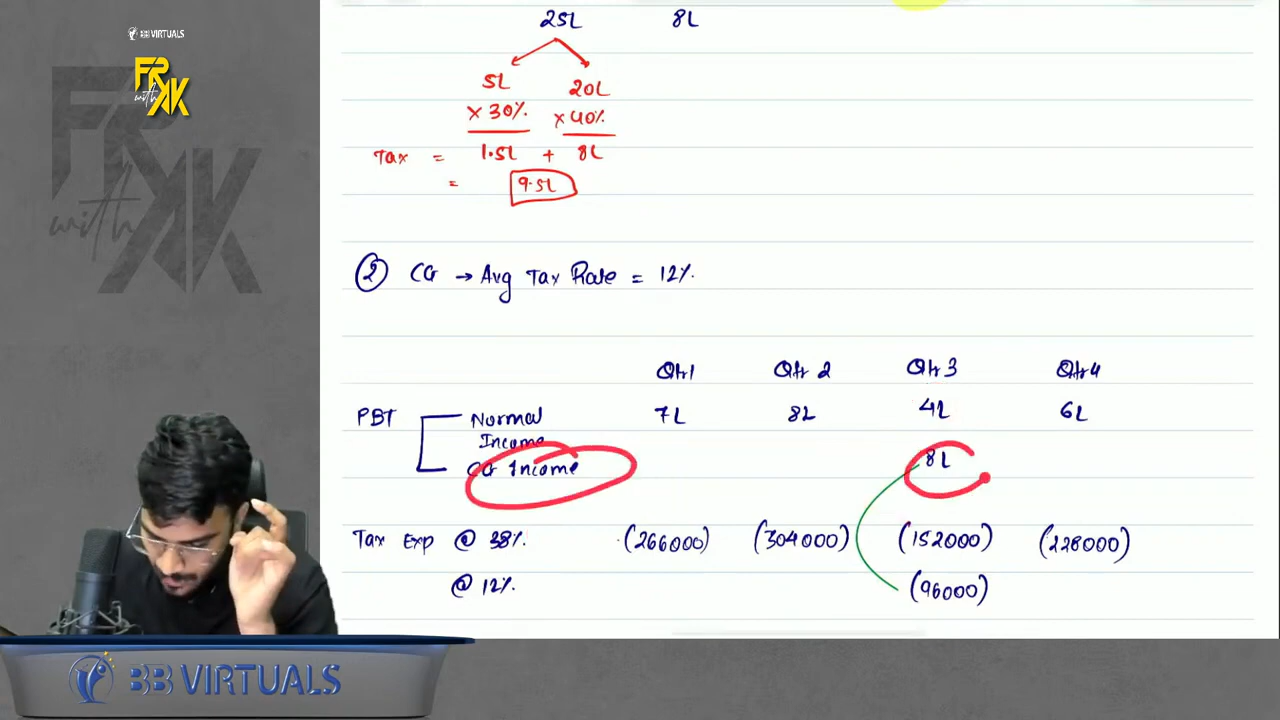 BB VIRTUALS
FR
with
AK
25L 8L
5L 20L
× 30% × 40%
Tax = 1.5L + 8L
= 9.5L
② CG → Avg Tax Rate = 12%
Qtr1 Qtr 2 Qtr 3 Qtr4
PBT Normal 7L 8L 4L 6L
Income
CG Income 8L
Tax Exp @ 38% (266000) (304000) (152000) (228000)
@ 12% (96000)
BB VIRTUALS